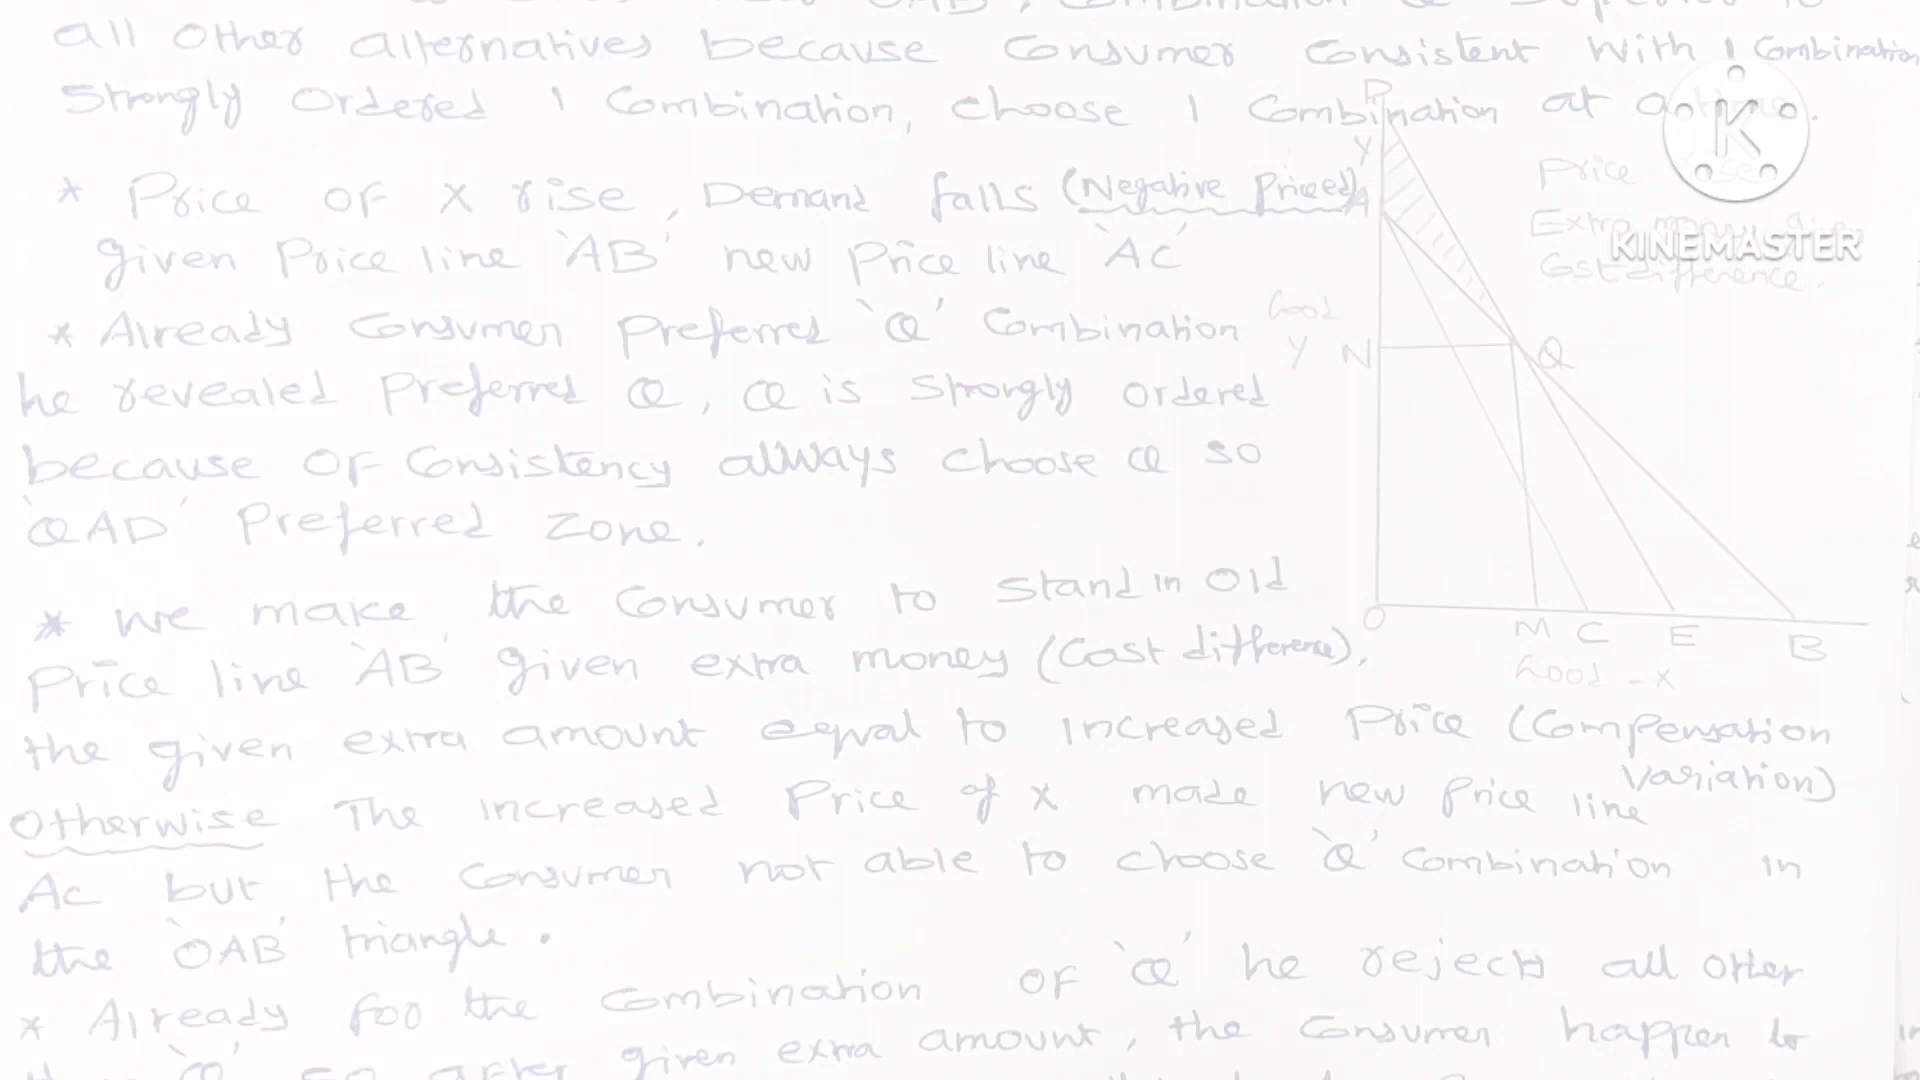 all other alternatives because consumer consistent with 1 combination
Strongly ordered 1 combination, choose 1 combination at a
* Price of X rise, Demand falls (Negative Priced)
given Price line 'AB' new price line 'AC'
* Already consumer preferred 'Q' combination
he revealed preferred Q, Q is strongly ordered
because of consistency always choose Q so
'QAD' Preferred Zone.
* we make the consumer to stand in old
Price line 'AB' given extra money (Cost difference),
the given extra amount equal to increased Price (Compensation
Variation)
Otherwise The increased Price of x made new price line
AC but the consumer not able to choose 'Q' combination in
the 'OAB' triangle.
* Already for the combination of 'Q' he rejects all other
given extra amount, the consumer happen to
D
Y
A
Good
Y N Q
O M C E B
Good - X
Price
Extra
Cost difference.
K
KINEMASTER